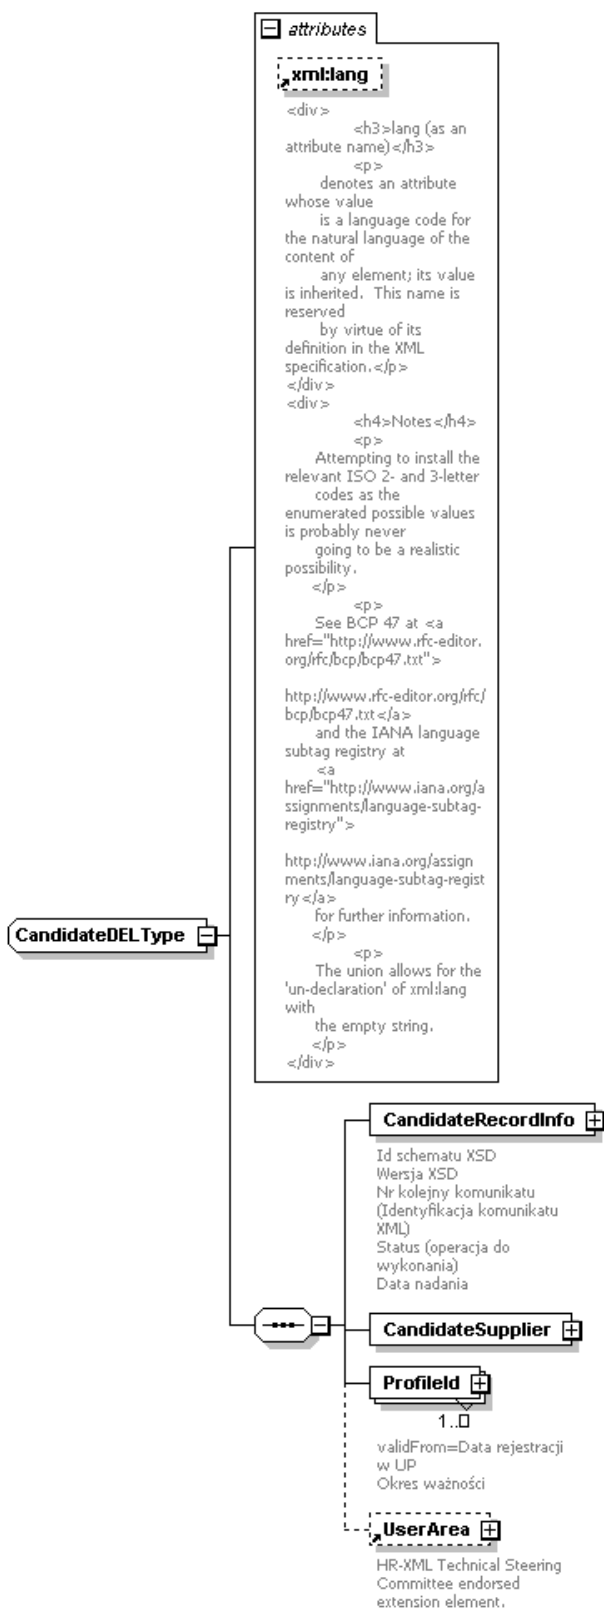 attributes
xml:lang
<div>
<h3>lang (as an
attribute name)</h3>
<p>
denotes an attribute
whose value
is a language code for
the natural language of the
content of
any element; its value
is inherited.  This name is
reserved
by virtue of its
definition in the XML
specification.</p>
</div>
<div>
<h4>Notes</h4>
<p>
Attempting to install the
relevant ISO 2- and 3-letter
codes as the
enumerated possible values
is probably never
going to be a realistic
possibility.
</p>
<p>
See BCP 47 at <a
href="http://www.rfc-editor.
org/rfc/bcp/bcp47.txt">
http://www.rfc-editor.org/rfc/
bcp/bcp47.txt</a>
and the IANA language
subtag registry at
<a
href="http://www.iana.org/a
ssignments/language-subtag-
registry">
http://www.iana.org/assign
ments/language-subtag-regist
ry</a>
for further information.
</p>
<p>
The union allows for the
'un-declaration' of xml:lang
with
the empty string.
</p>
</div>
CandidateDELType
CandidateRecordInfo
Id schematu XSD
Wersja XSD
Nr kolejny komunikatu
(Identyfikacja komunikatu
XML)
Status (operacja do
wykonania)
Data nadania
CandidateSupplier
ProfileId
1..□
validFrom=Data rejestracji
w UP
Okres ważności
UserArea
HR-XML Technical Steering
Committee endorsed
extension element.